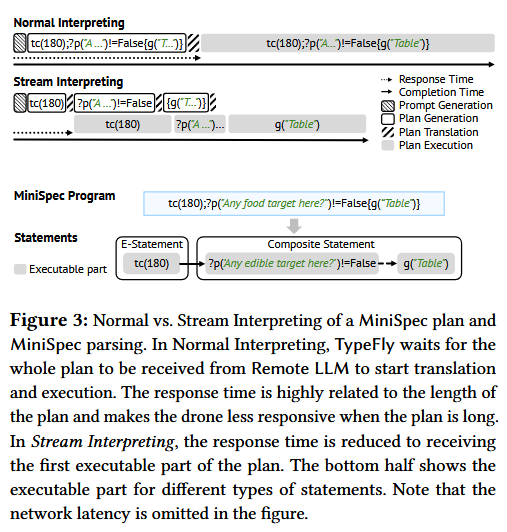 Normal Interpreting
tc(180);?p("A ...")!=False{g("T...")}
tc(180);?p("A...")!=False{g("Table")}
Stream Interpreting
Response Time
Completion Time
tc(180)
?p("A ...")!=False
{g("T...")}
Prompt Generation
Plan Generation
tc(180)
?p("A ...")...
g("Table")
Plan Translation
Plan Execution
MiniSpec Program
tc(180);?p("Any food target here?")!=False{g("Table")}
Statements
E-Statement
Composite Statement
Executable part
tc(180)
?p("Any edible target here?")!=False
g("Table")
Figure 3: Normal vs. Stream Interpreting of a MiniSpec plan and
MiniSpec parsing. In Normal Interpreting, TypeFly waits for the
whole plan to be received from Remote LLM to start translation
and execution. The response time is highly related to the length
of the plan and makes the drone less responsive when the plan is long.
In Stream Interpreting, the response time is reduced to receiving
the first executable part of the plan. The bottom half shows the
executable part for different types of statements. Note that the
network latency is omitted in the figure.